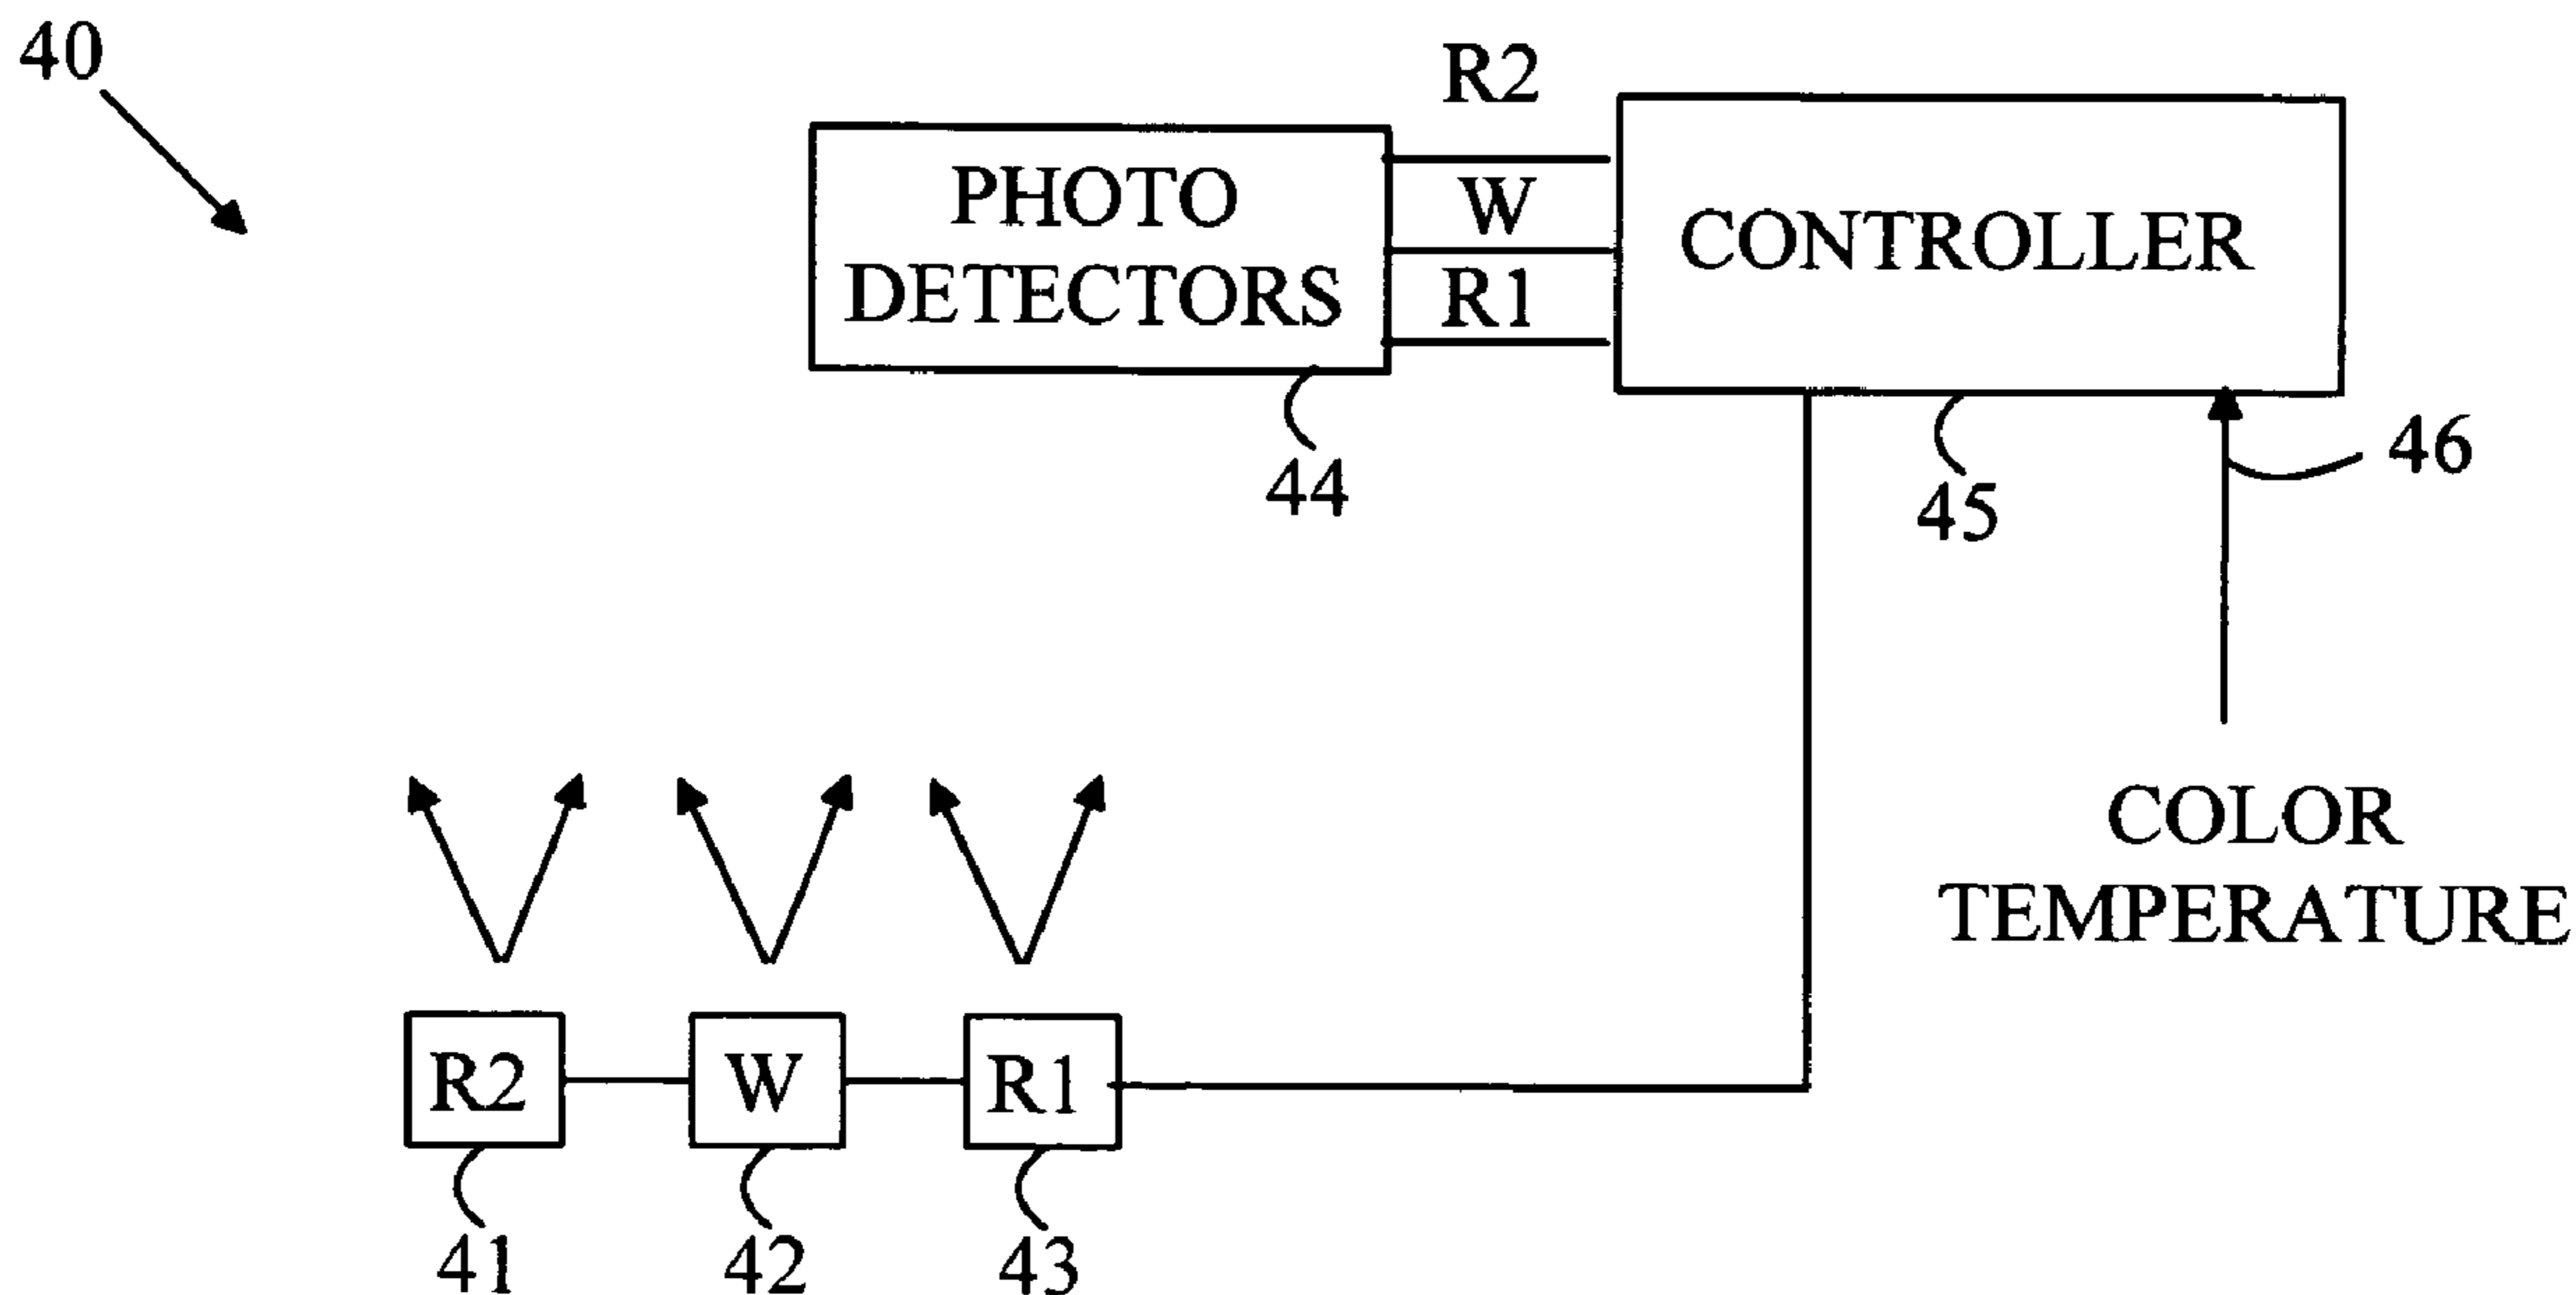 40
R2
PHOTO
DETECTORS
W
R1
CONTROLLER
44
45
46
COLOR
TEMPERATURE
R2
W
R1
41
42
43